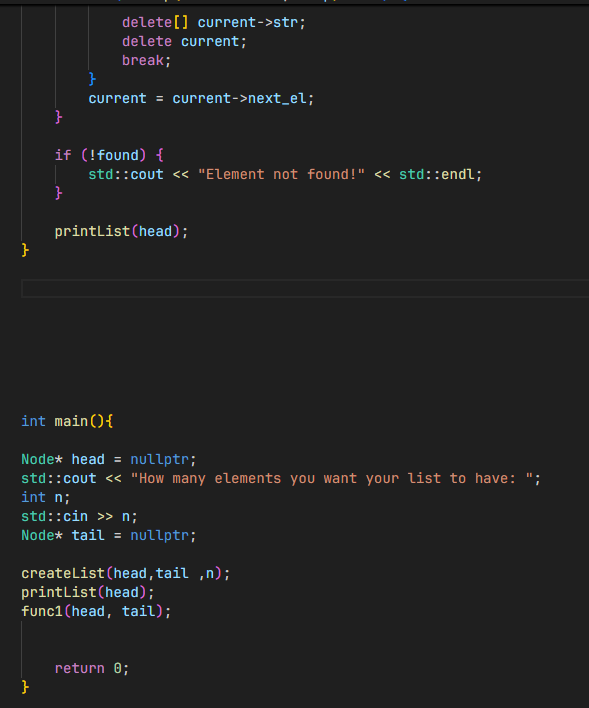 delete[] current->str;
delete current;
break;
}
current = current->next_el;
}
if (!found) {
std::cout << "Element not found!" << std::endl;
}
printList(head);
}
int main(){
Node* head = nullptr;
std::cout << "How many elements you want your list to have: ";
int n;
std::cin >> n;
Node* tail = nullptr;
createList(head,tail ,n);
printList(head);
func1(head, tail);
return 0;
}